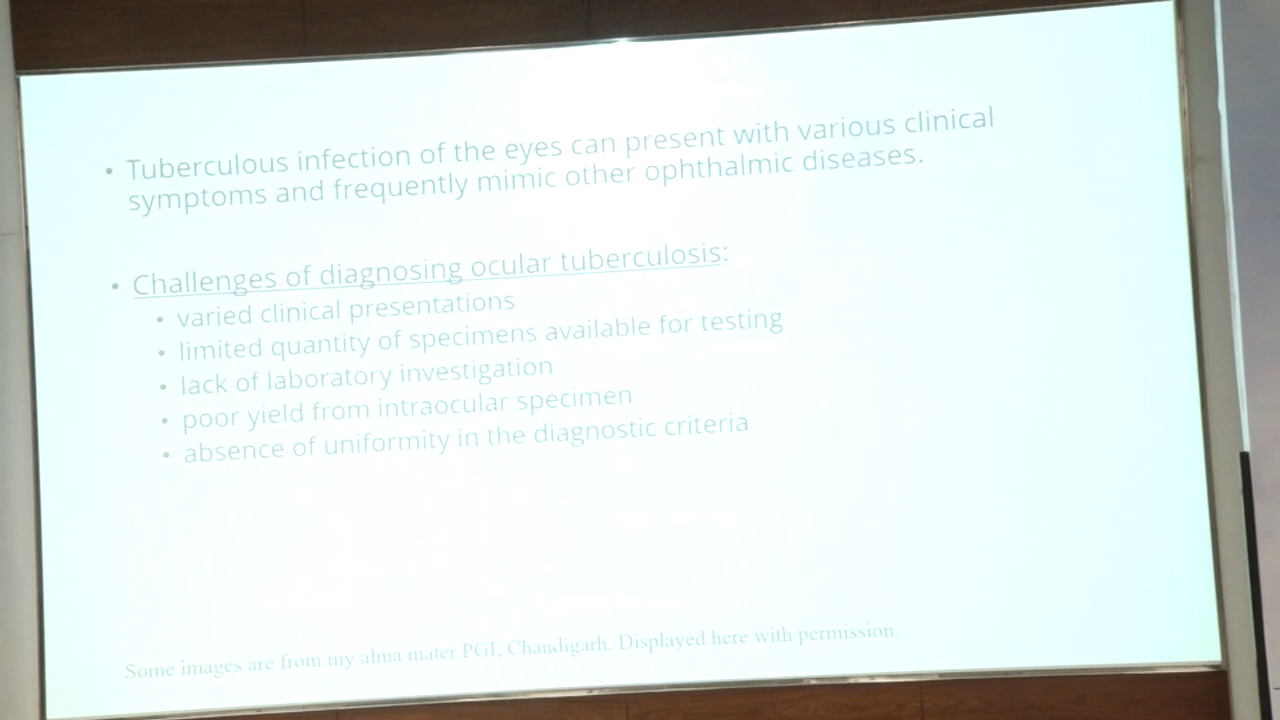 • Tuberculous infection of the eyes can present with various clinical
symptoms and frequently mimic other ophthalmic diseases.
• Challenges of diagnosing ocular tuberculosis:
• varied clinical presentations
• limited quantity of specimens available for testing
• lack of laboratory investigation
• poor yield from intraocular specimen
• absence of uniformity in the diagnostic criteria
Some images are from my alma mater PGI, Chandigarh. Displayed here with permission.